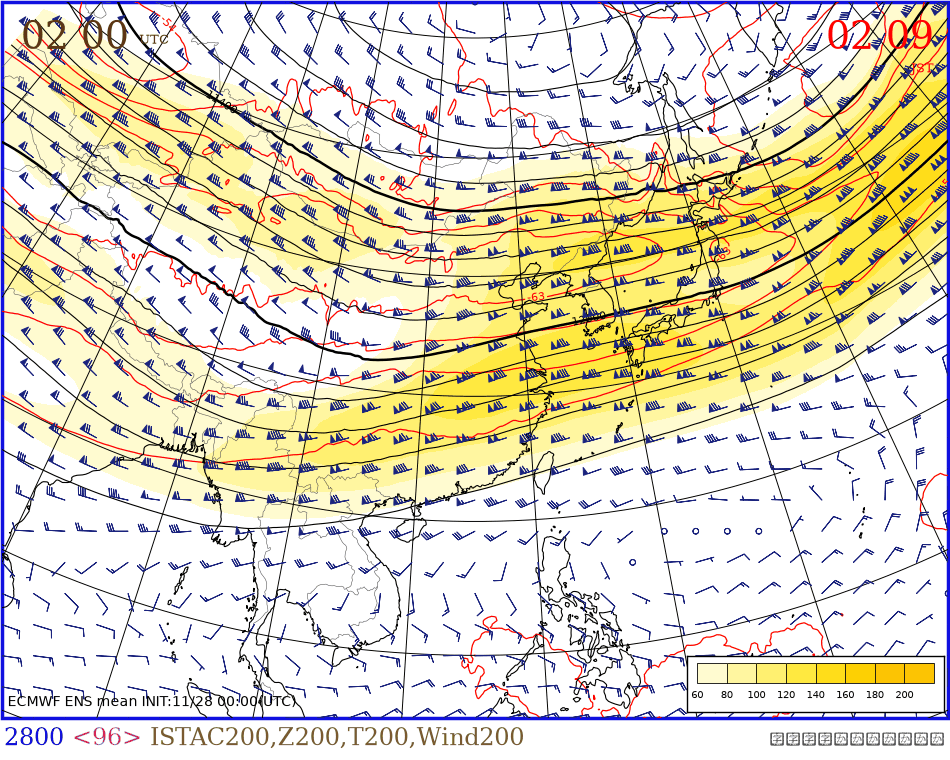 02 00 UTC
02 09 JST
-63
60 80 100 120 140 160 180 200
ECMWF ENS mean INIT:11/28 00:00(UTC)
2800 <96> ISTAC200,Z200,T200,Wind200